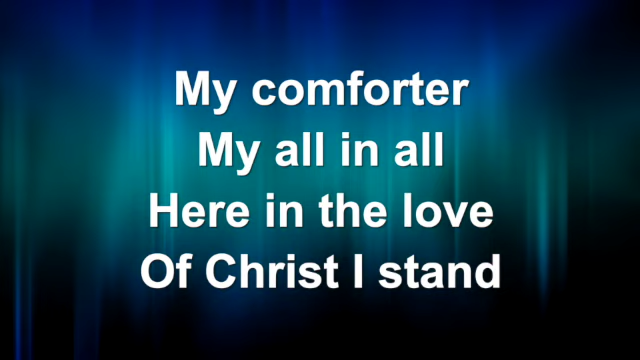 My comforter
My all in all
Here in the love
Of Christ I stand